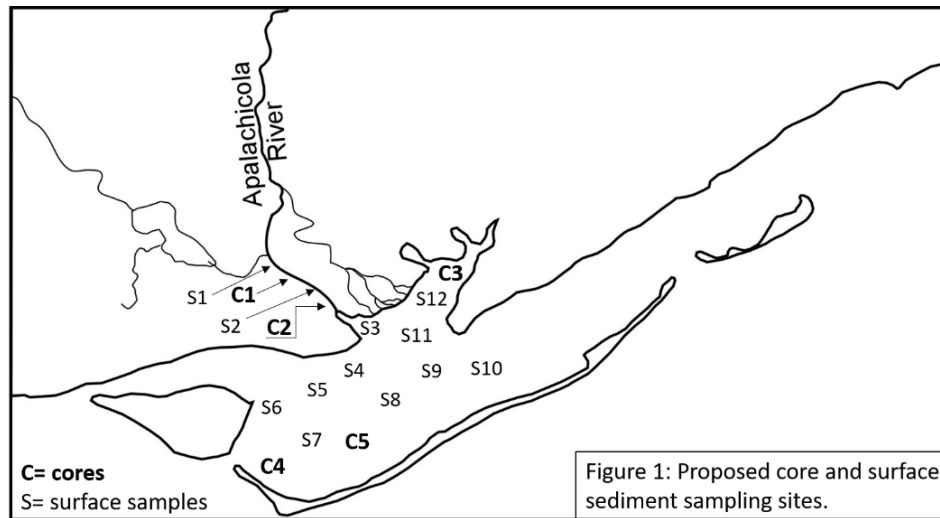 Apalachicola
River
C3
S12
S1
C1
S2
C2
S3
S11
S4
S9
S10
S5
S8
S6
S7
C5
C4
C= cores
S= surface samples
Figure 1: Proposed core and surface
sediment sampling sites.